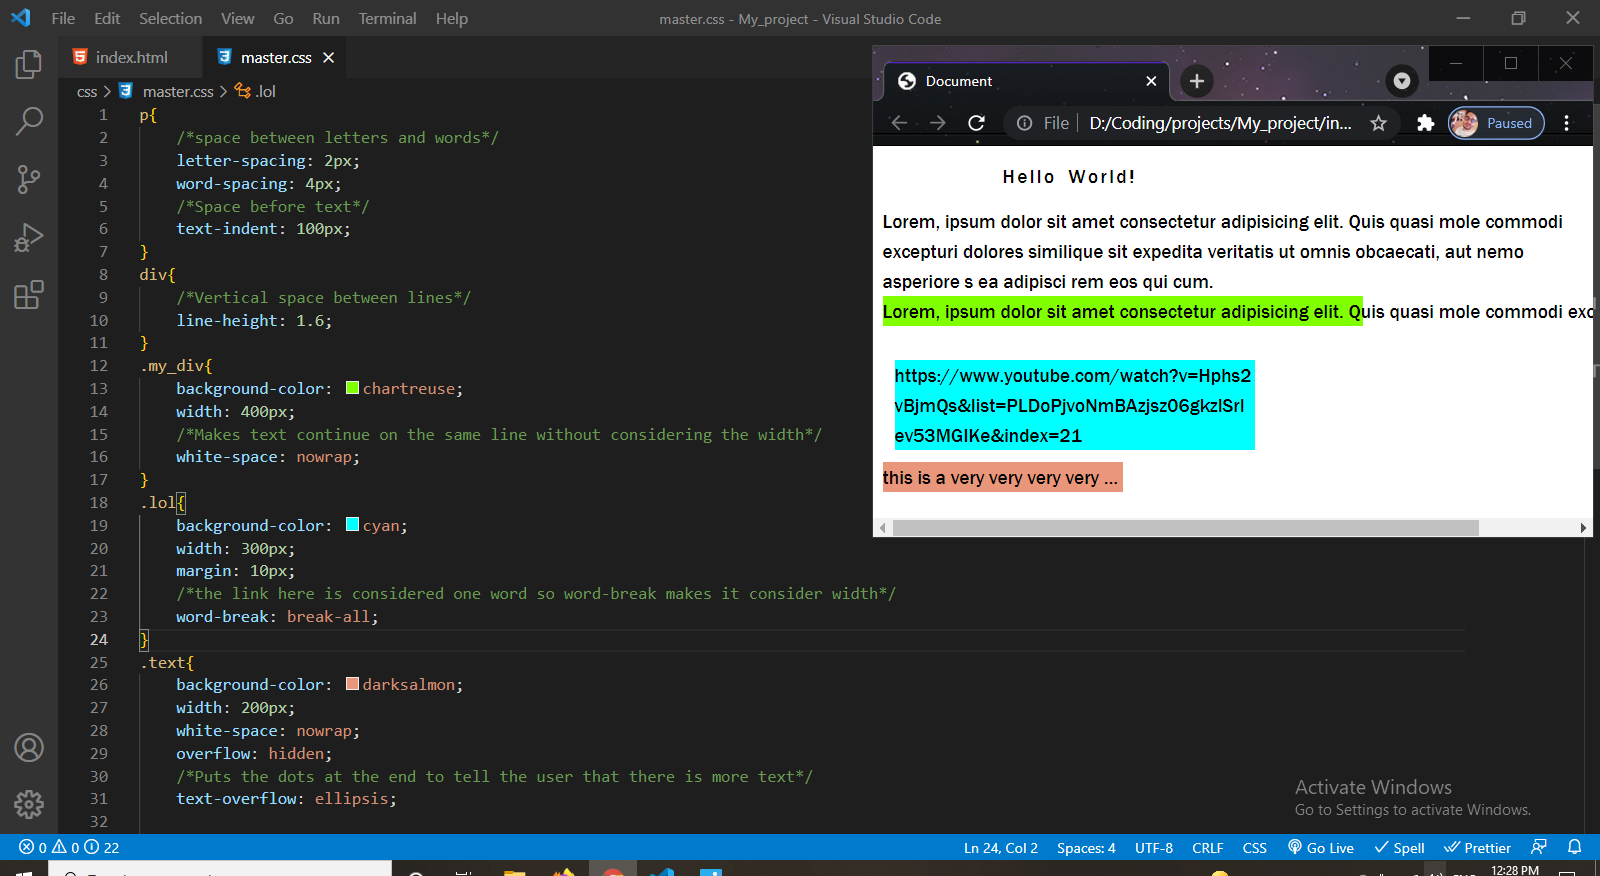 File Edit Selection View Go Run Terminal Help master.css - My_project - Visual Studio Code
index.html master.css
css > master.css > .lol
1 p{
2 /*space between letters and words*/
3 letter-spacing: 2px;
4 word-spacing: 4px;
5 /*Space before text*/
6 text-indent: 100px;
7 }
8 div{
9 /*Vertical space between lines*/
10 line-height: 1.6;
11 }
12 .my_div{
13 background-color: chartreuse;
14 width: 400px;
15 /*Makes text continue on the same line without considering the width*/
16 white-space: nowrap;
17 }
18 .lol{
19 background-color: cyan;
20 width: 300px;
21 margin: 10px;
22 /*the link here is considered one word so word-break makes it consider width*/
23 word-break: break-all;
24 }
25 .text{
26 background-color: darksalmon;
27 width: 200px;
28 white-space: nowrap;
29 overflow: hidden;
30 /*Puts the dots at the end to tell the user that there is more text*/
31 text-overflow: ellipsis;
32
Document
File D:/Coding/projects/My_project/in... Paused
Hello World!
Lorem, ipsum dolor sit amet consectetur adipisicing elit. Quis quasi mole commodi
excepturi dolores similique sit expedita veritatis ut omnis obcaecati, aut nemo
asperiore s ea adipisci rem eos qui cum.
Lorem, ipsum dolor sit amet consectetur adipisicing elit. Quis quasi mole commodi exc
https://www.youtube.com/watch?v=Hphs2
vBjmQs&list=PLDoPjvoNmBAzjsz06gkzlSrl
ev53MGIKe&index=21
this is a very very very very ...
Activate Windows
Go to Settings to activate Windows.
0 0 22 Ln 24, Col 2 Spaces: 4 UTF-8 CRLF CSS Go Live Spell Prettier
12:28 PM